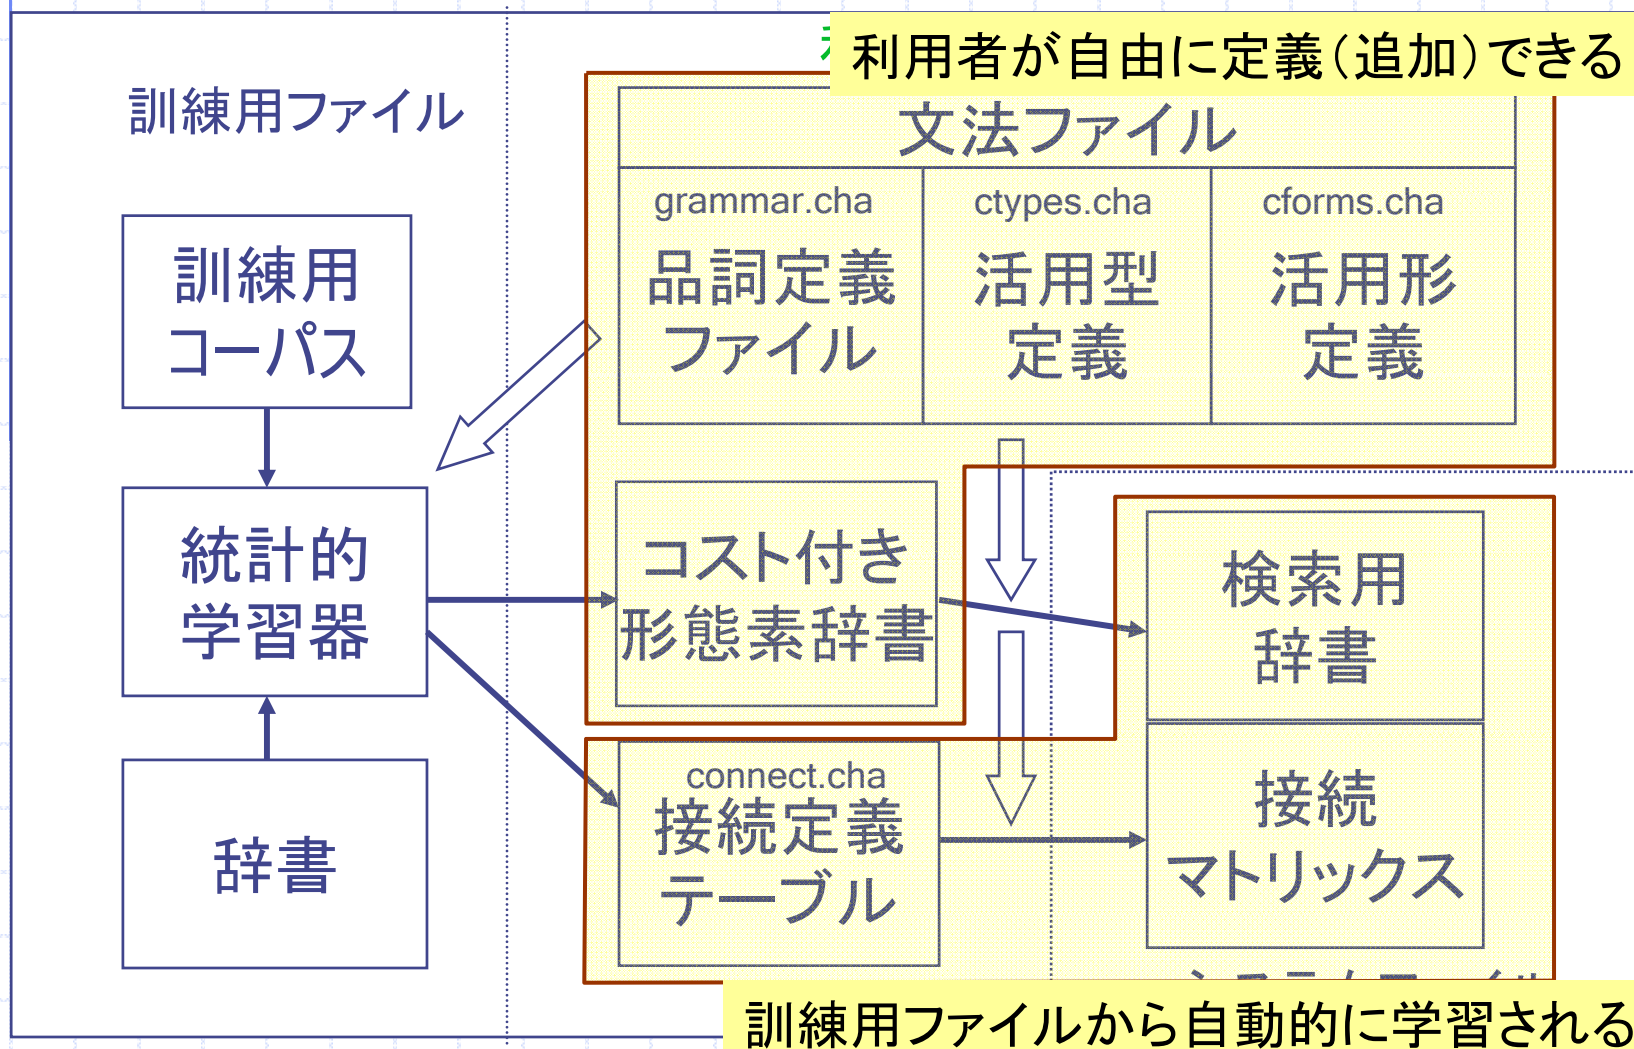 利用者が自由に定義(追加)できる
訓練用ファイル
文法ファイル
grammar.cha
品詞定義
ファイル
ctypes.cha
活用型
定義
cforms.cha
活用形
定義
訓練用
コーパス
統計的
学習器
辞書
コスト付き
形態素辞書
検索用
辞書
connect.cha
接続定義
テーブル
接続
マトリックス
訓練用ファイルから自動的に学習される